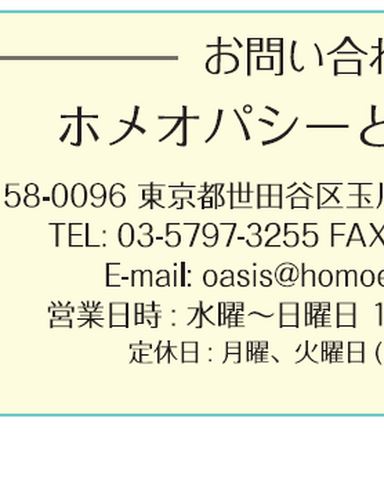 お問い合
ホメオパシーと
58-0096 東京都世田谷区玉
TEL: 03-5797-3255 FAX
E-mail: oasis@homoe
営業日時 : 水曜〜日曜日 1
定休日 : 月曜、火曜日 (